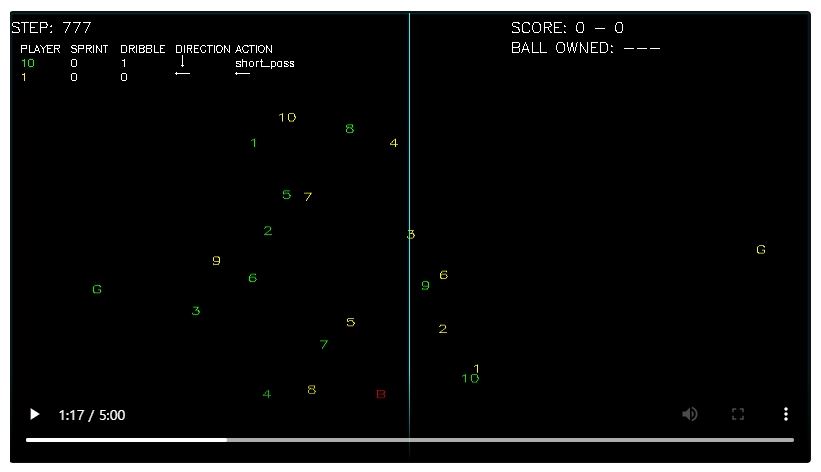 STEP: 777 SCORE: 0 - 0
PLAYER SPRINT DRIBBLE DIRECTION ACTION BALL OWNED: ---
10 0 1 ↓ short_pass
1 0 0 ← ←
10
8
1 4
5 7
2 3
9 G
6 6
G 9
3
5 2
7
1
10
4 8 B
1:17 / 5:00